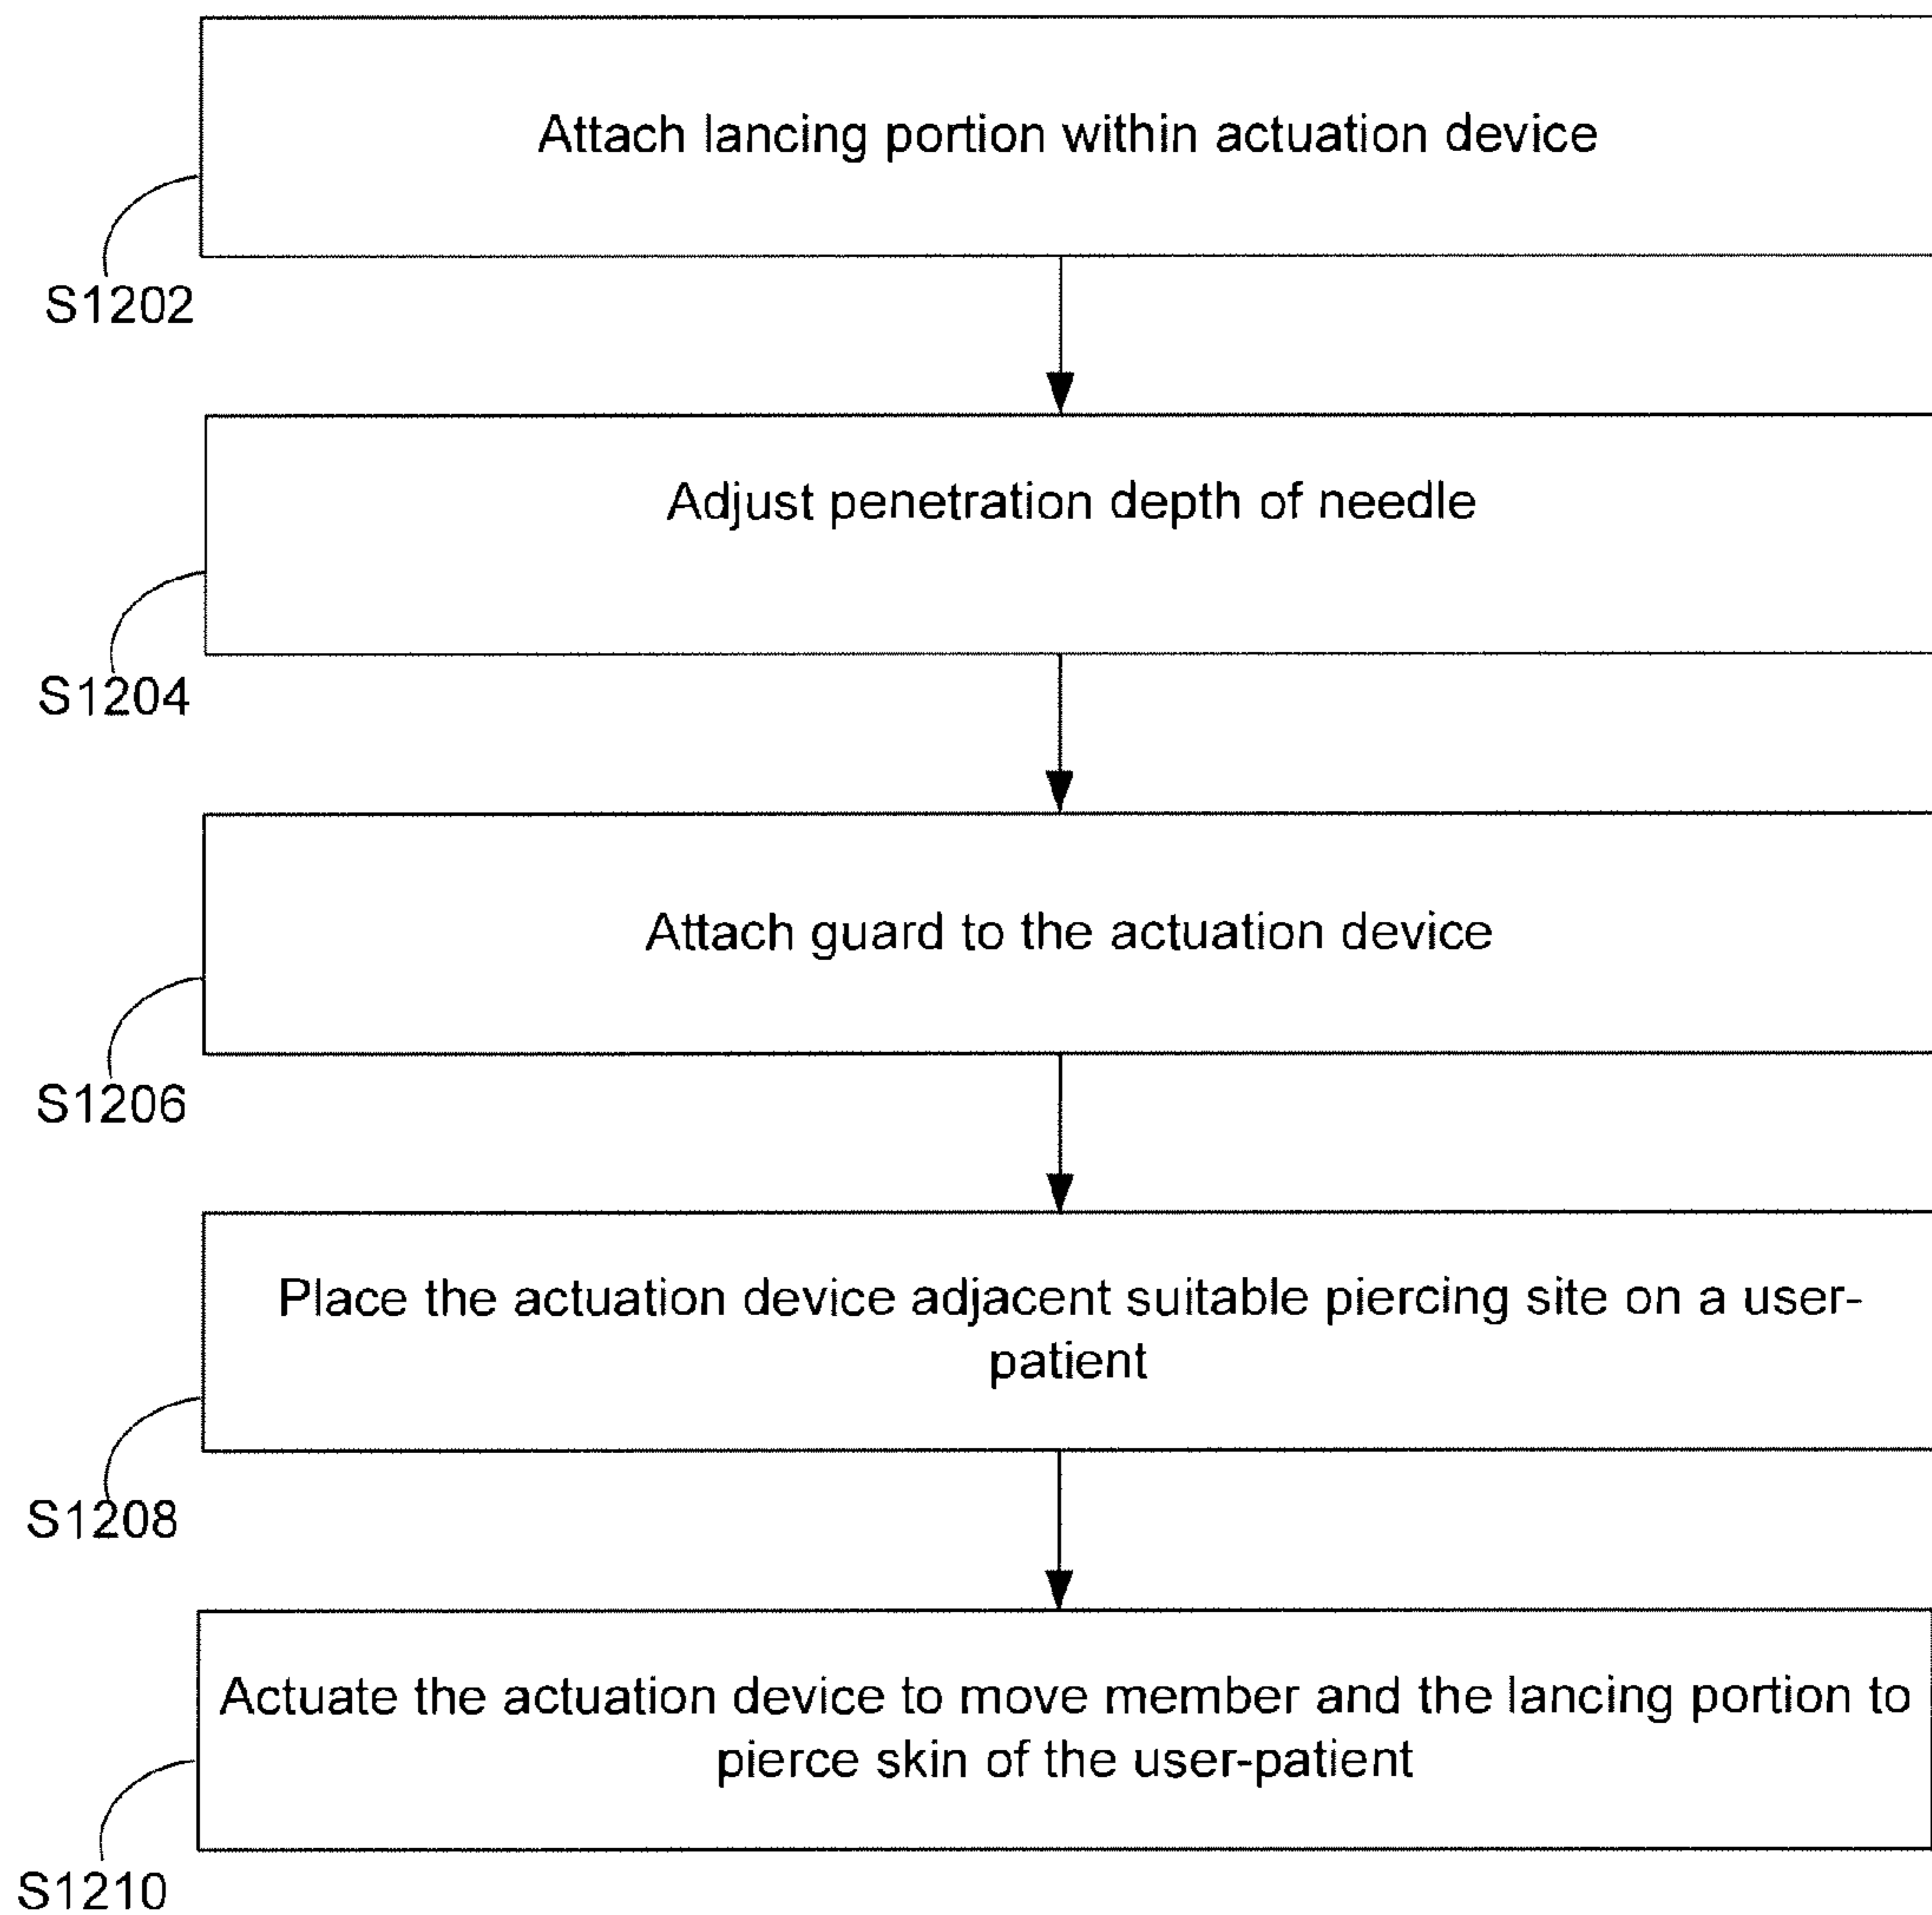 Attach lancing portion within actuation device
S1202
Adjust penetration depth of needle
S1204
Attach guard to the actuation device
S1206
Place the actuation device adjacent suitable piercing site on a user-
patient
S1208
Actuate the actuation device to move member and the lancing portion to
pierce skin of the user-patient
S1210